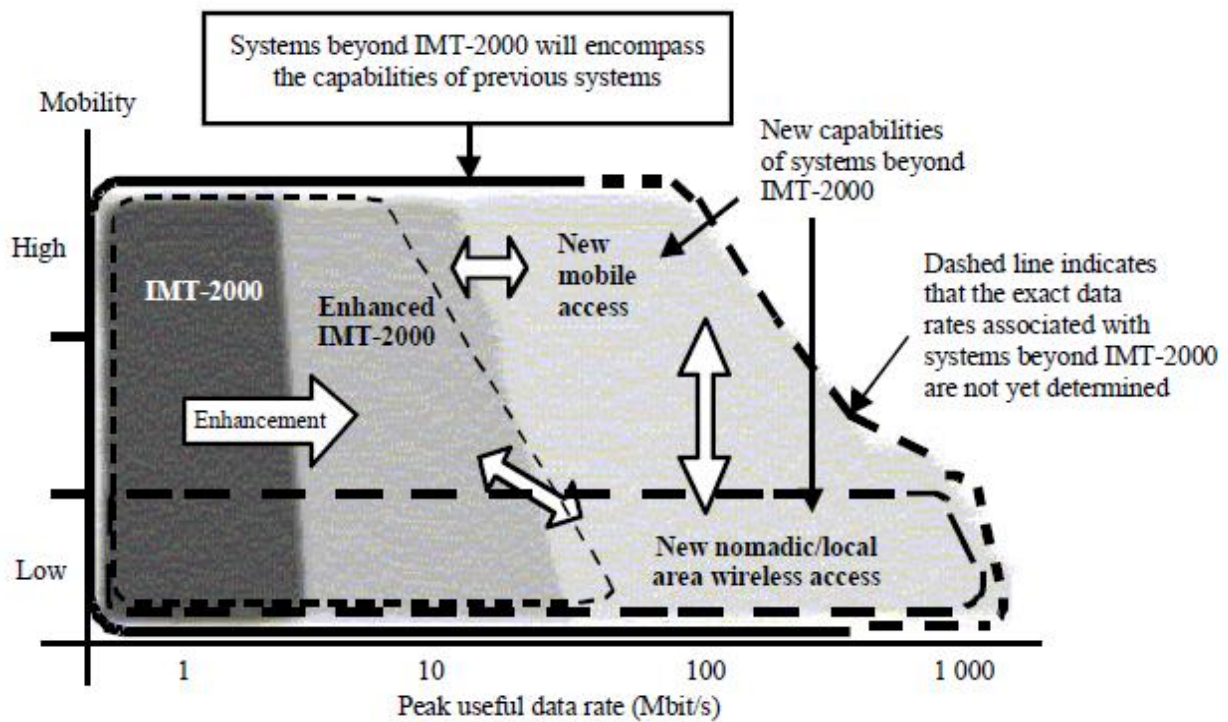 Systems beyond IMT-2000 will encompass
the capabilities of previous systems
Mobility
New capabilities
of systems beyond
IMT-2000
High
IMT-2000
Enhanced
IMT-2000
New
mobile
access
Dashed line indicates
that the exact data
rates associated with
systems beyond IMT-2000
are not yet determined
Enhancement
Low
New nomadic/local
area wireless access
1
10
100
1 000
Peak useful data rate (Mbit/s)